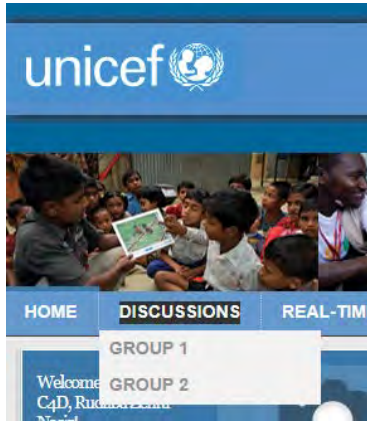 unicef
HOME DISCUSSIONS REAL-TIM
GROUP 1
Welcome
GROUP 2
C4D,